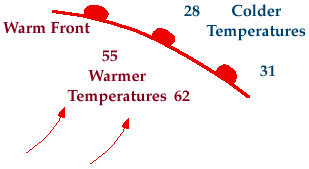 28 Colder
Temperatures
Warm Front
55
Warmer
Temperatures 62
31